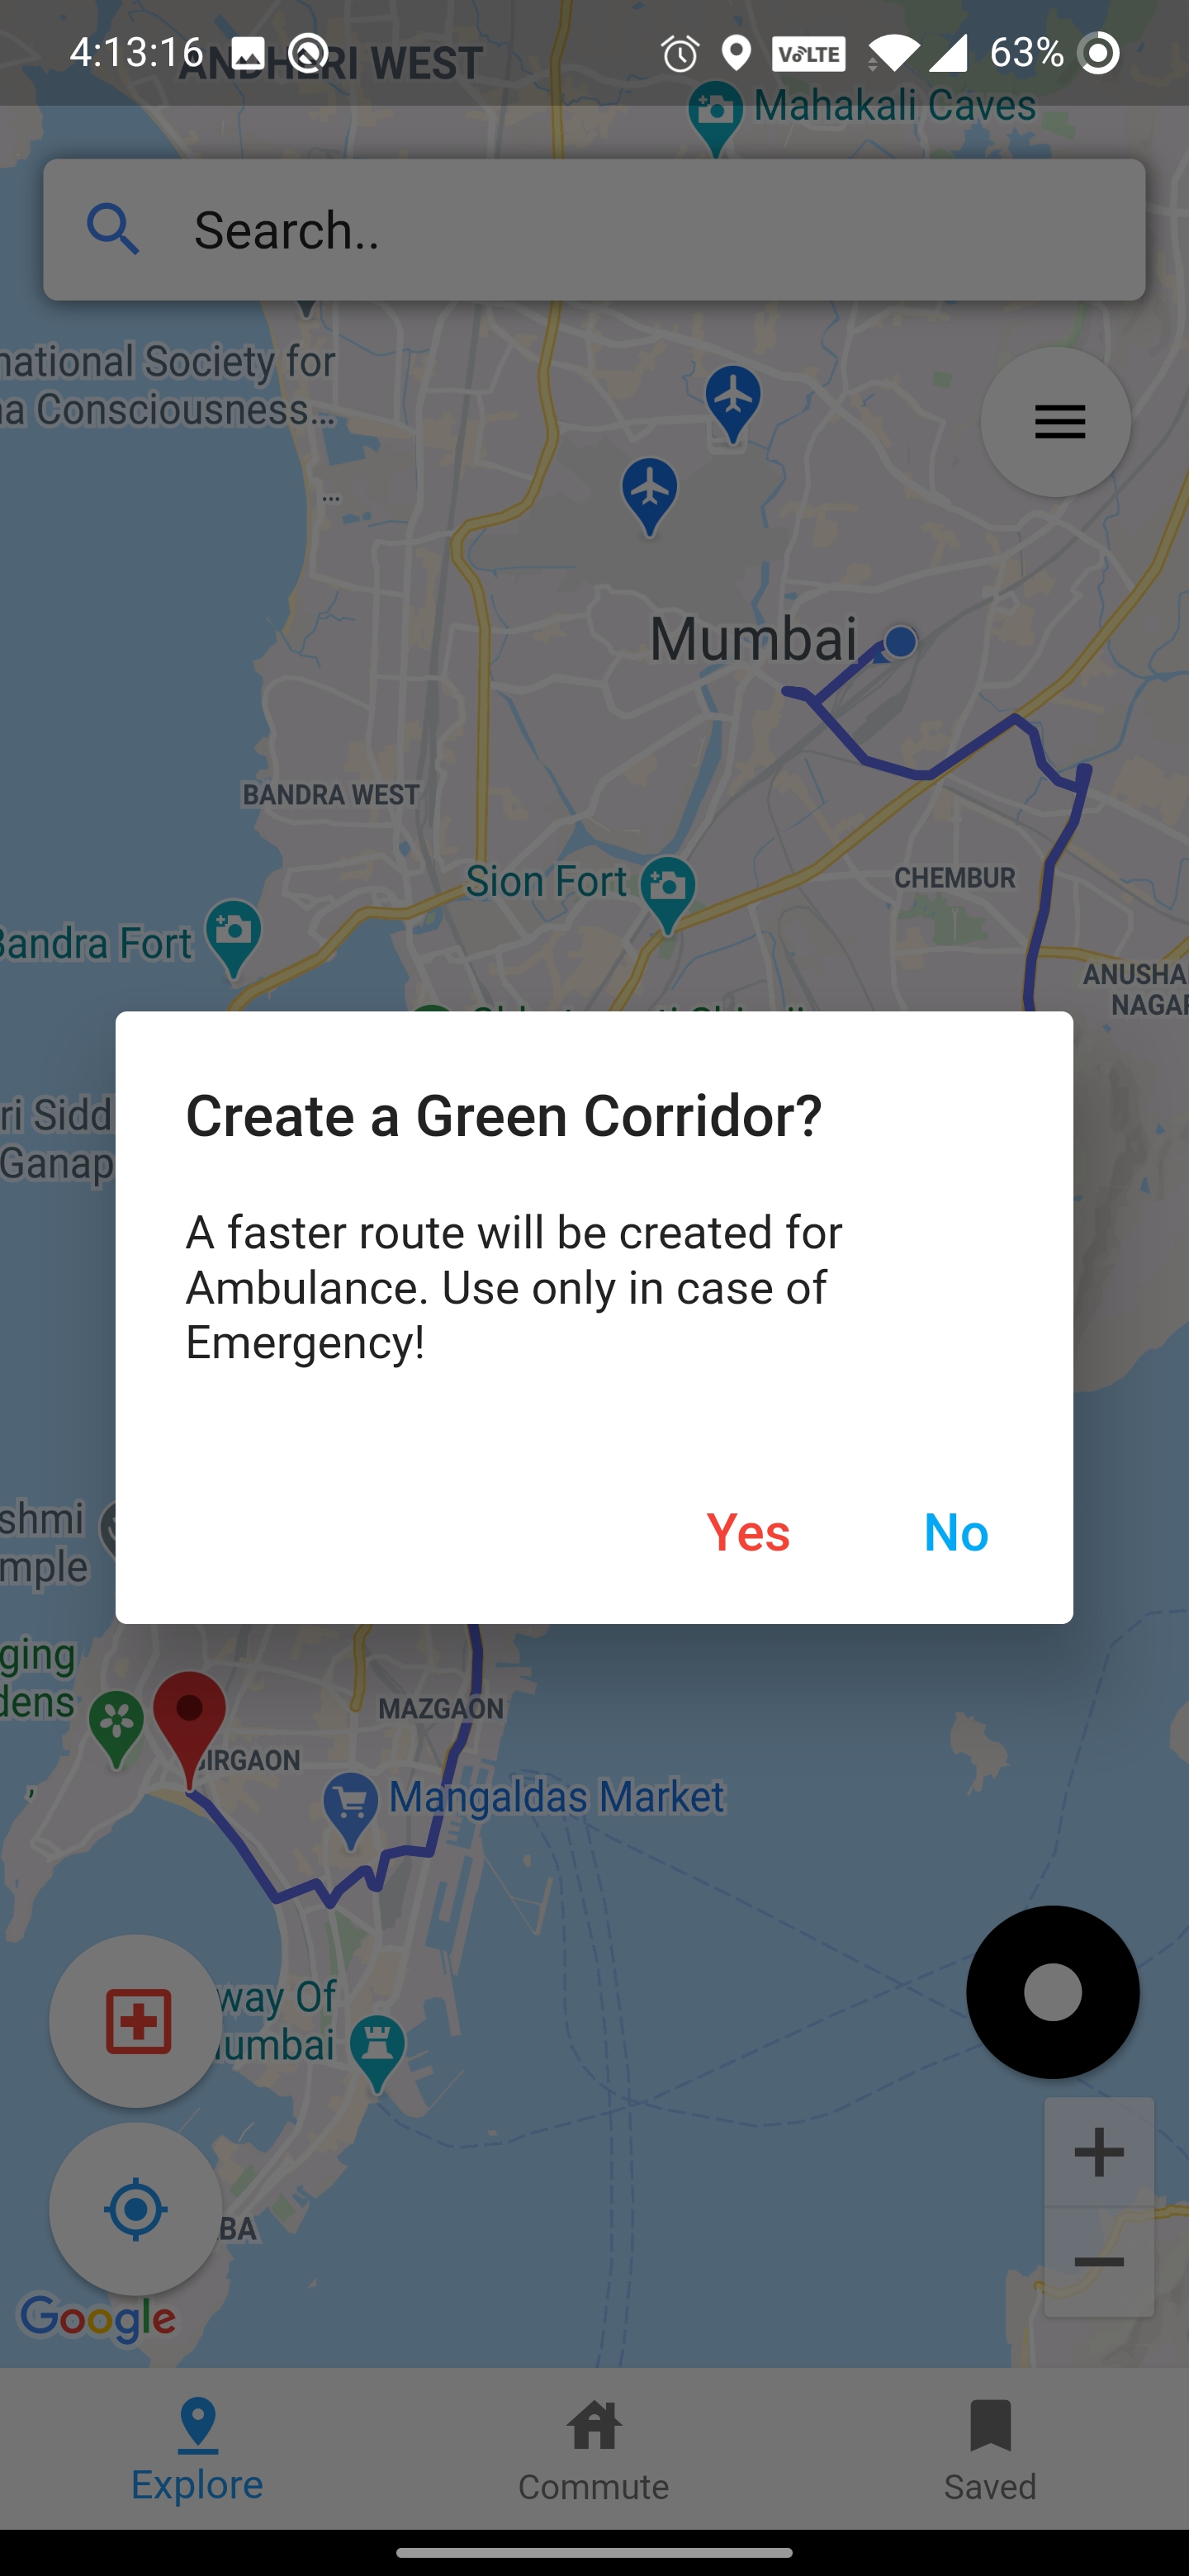 4:13:16
VoLTE
63%
ANDHERI WEST
Mahakali Caves
Search..
national Society for
Consciousness...
...
Mumbai
BANDRA WEST
Sion Fort
CHEMBUR
Bandra Fort
ANUSHA
NAGAR
ri Sidd
Ganap
Create a Green Corridor?
A faster route will be created for
Ambulance. Use only in case of
Emergency!
Yes
No
shmi
mple
ging
dens
MAZGAON
GIRGAON
Mangaldas Market
way Of
umbai
BA
Google
Explore
Commute
Saved